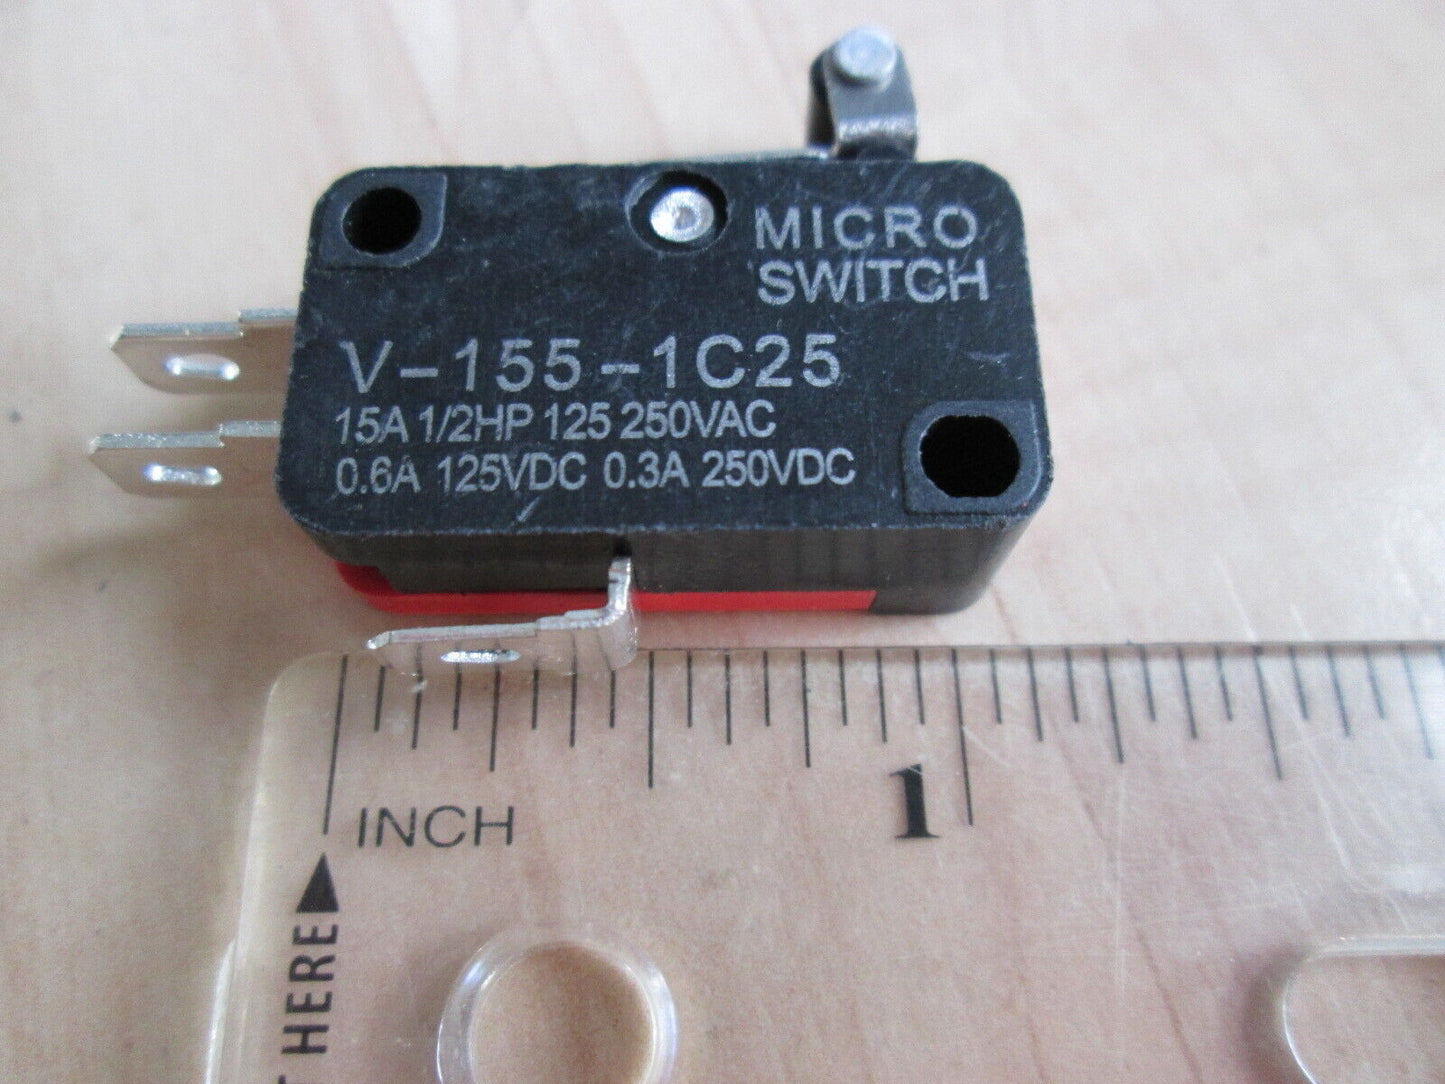 MICRO
SWITCH
V-155-1C25
15A 1/2HP 125 250VAC
0.6A 125VDC 0.3A 250VDC
INCH
1
HERE